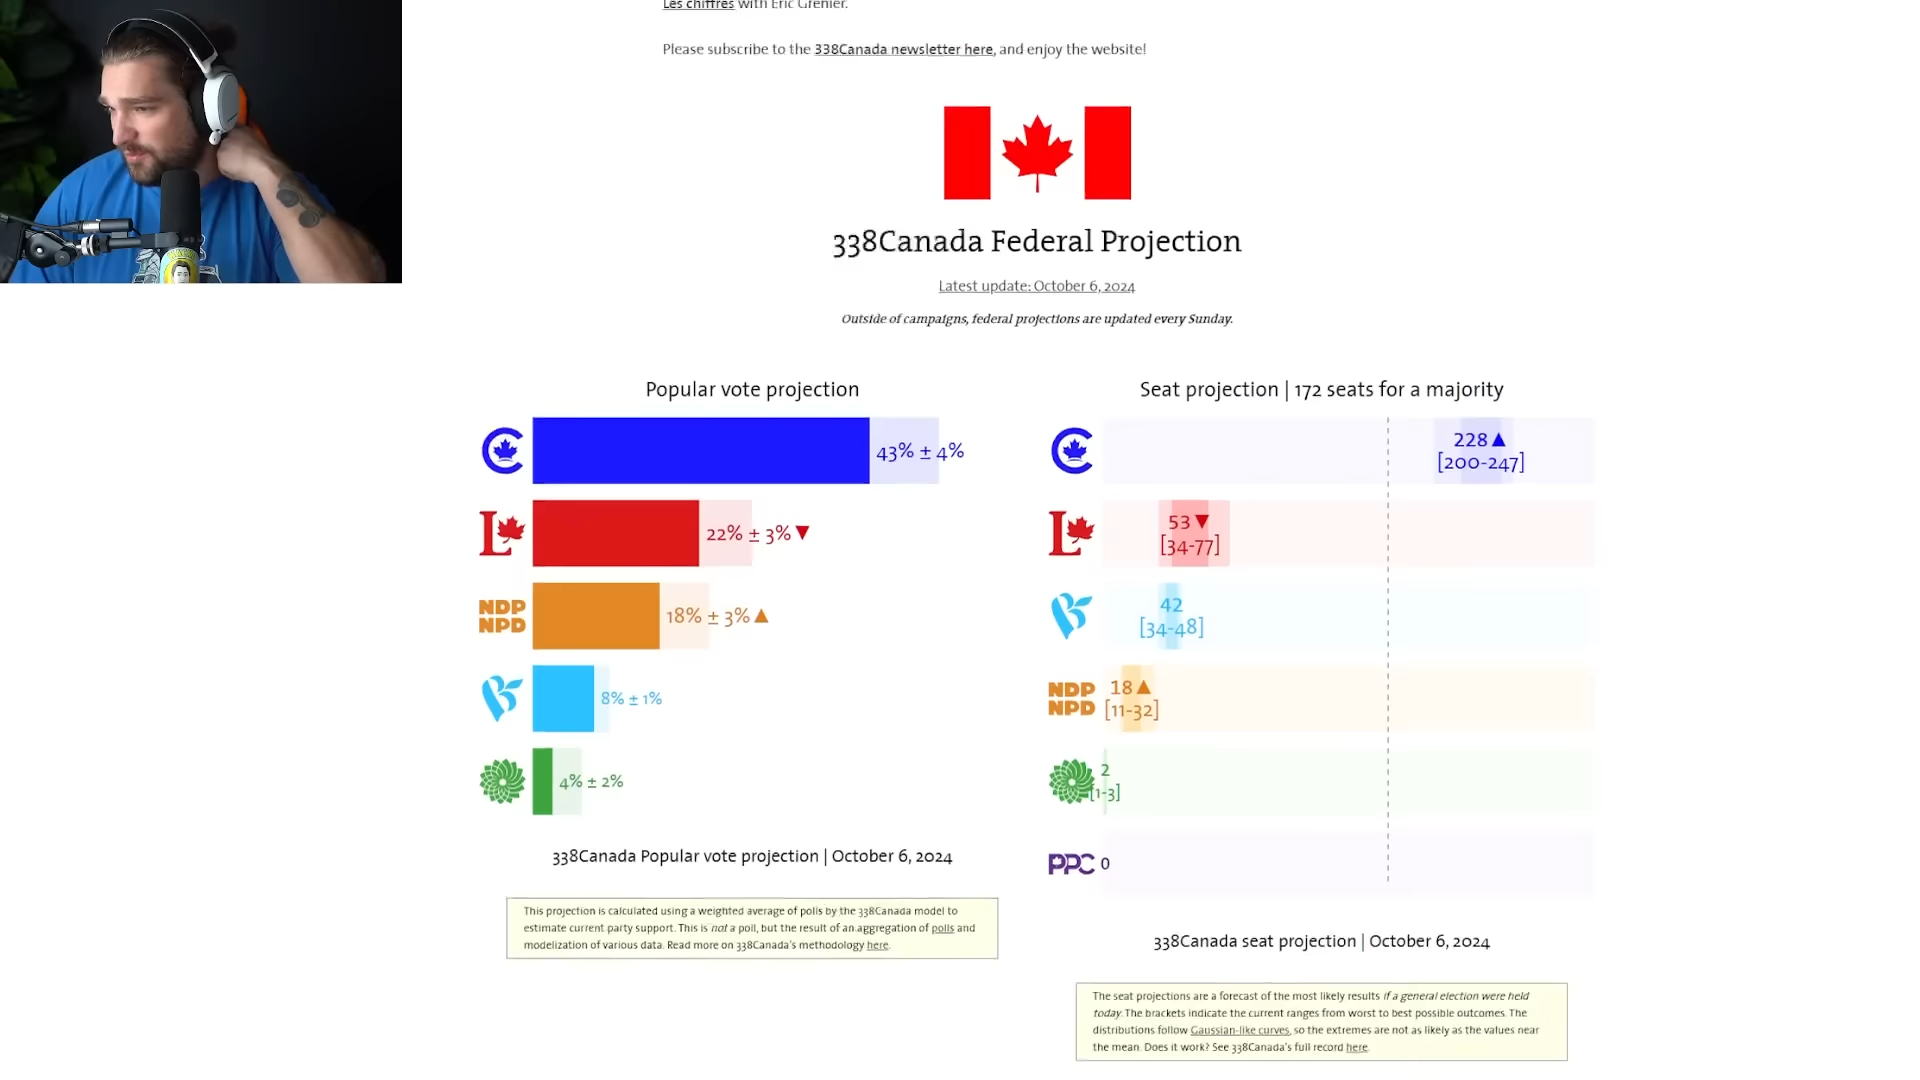 Les chiffres with Éric Grenier.
Please subscribe to the 338Canada newsletter here, and enjoy the website!
338Canada Federal Projection
Latest update: October 6, 2024
Outside of campaigns, federal projections are updated every Sunday.
Popular vote projection
43% ± 4%
L
22% ± 3% ▼
NDP
NPD
18% ± 3% ▲
8% ± 1%
4% ± 2%
338Canada Popular vote projection | October 6, 2024
This projection is calculated using a weighted average of polls by the 338Canada model to
estimate current party support. This is not a poll, but the result of an aggregation of polls and
modelization of various data. Read more on 338Canada's methodology here.
Seat projection | 172 seats for a majority
228 ▲
[200-247]
L
53 ▼
[34-77]
42
[34-48]
NDP
NPD
18 ▲
[11-32]
2
[1-3]
PPC 0
338Canada seat projection | October 6, 2024
The seat projections are a forecast of the most likely results if a general election were held
today. The brackets indicate the current ranges from worst to best possible outcomes. The
distributions follow Gaussian-like curves, so the extremes are not as likely as the values near
the mean. Does it work? See 338Canada's full record here.